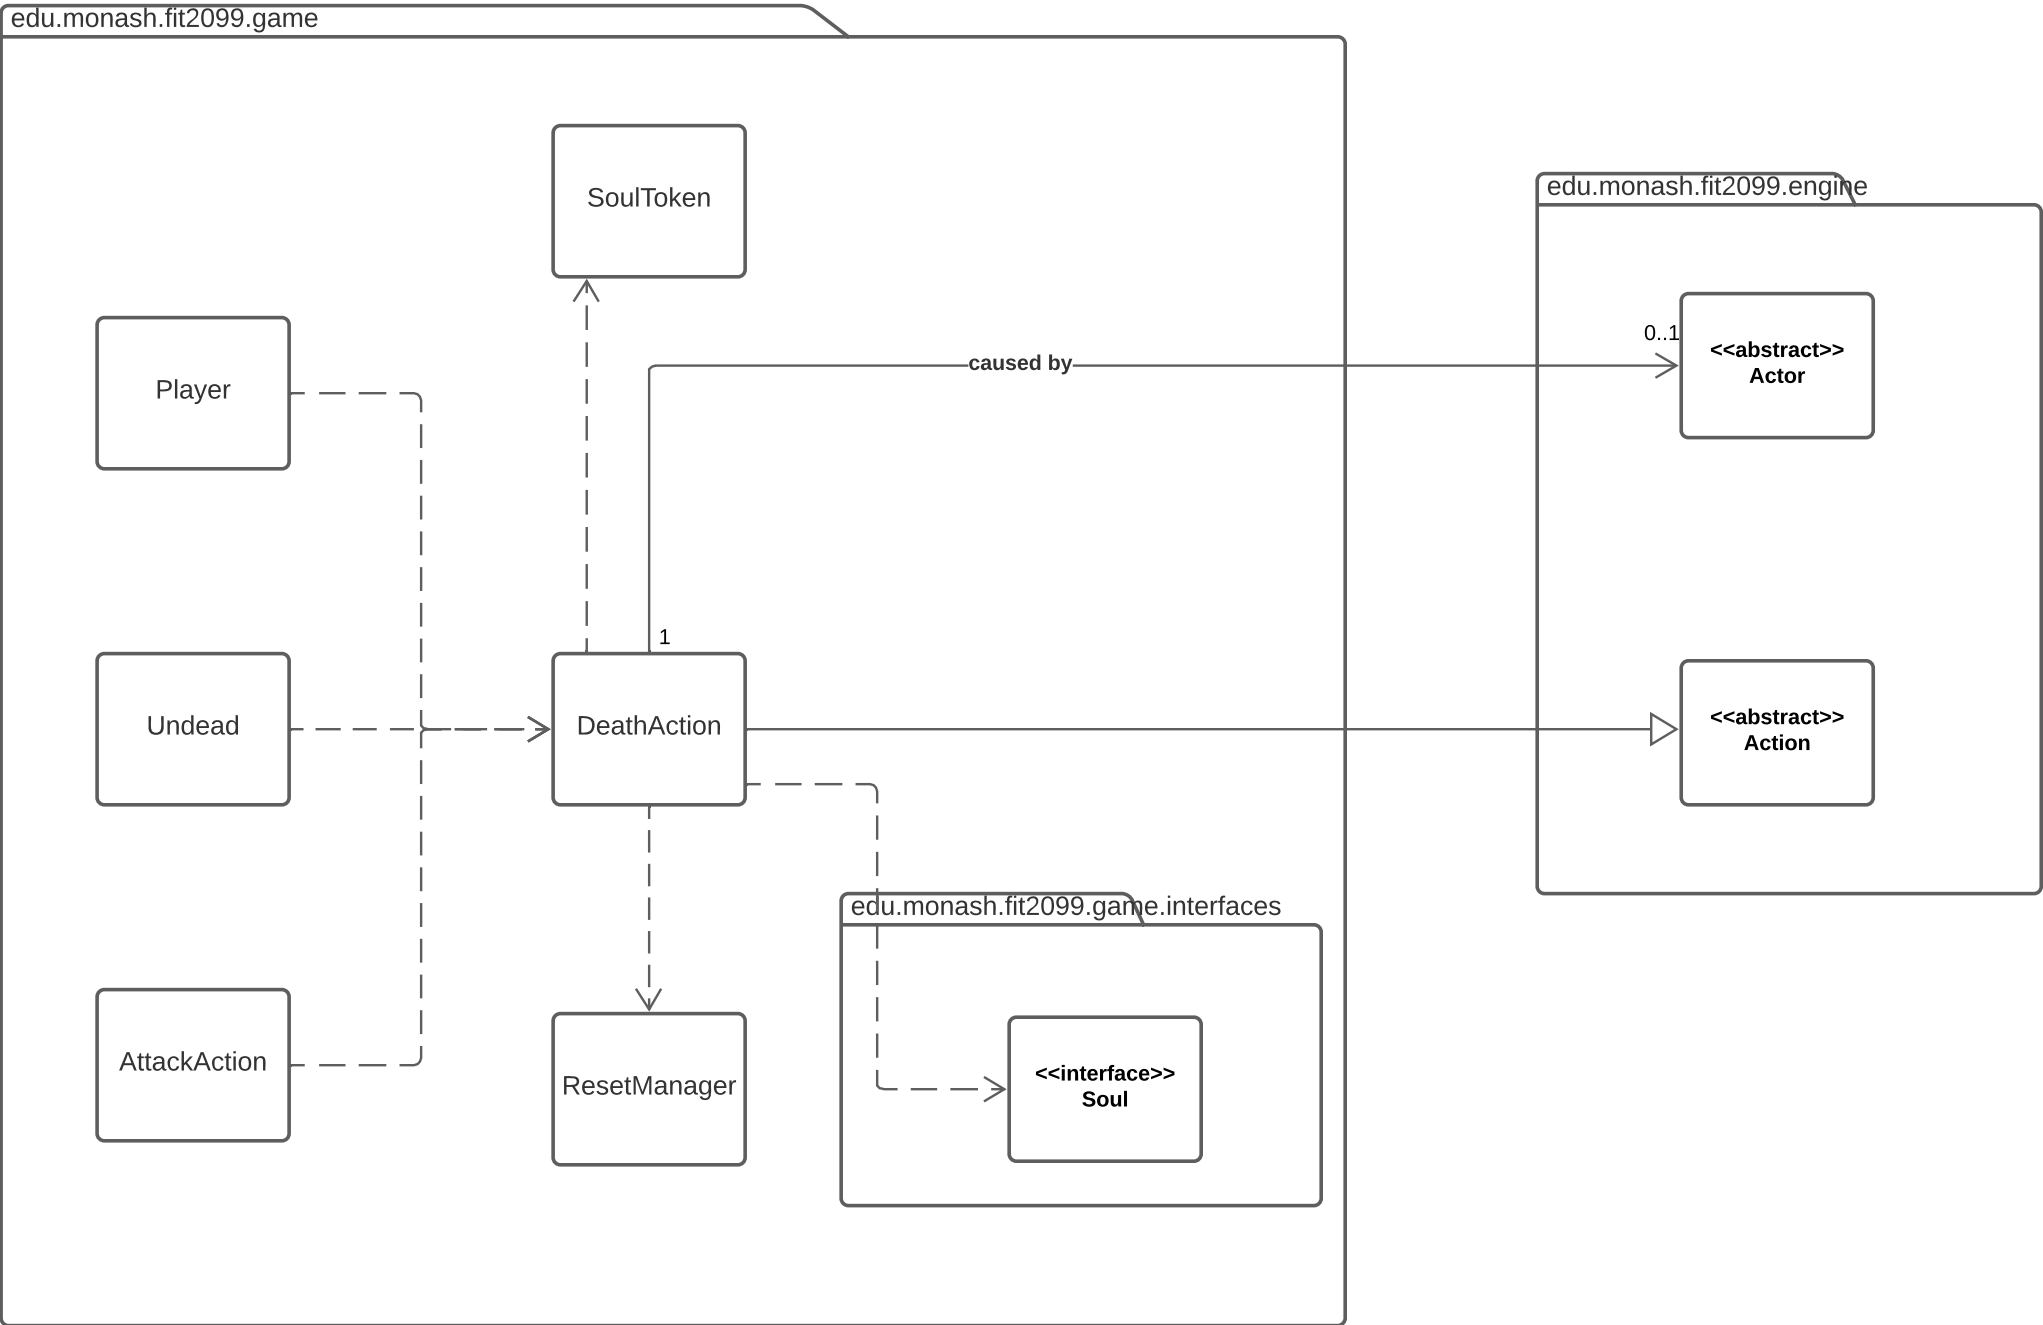 edu.monash.fit2099.game
SoulToken
edu.monash.fit2099.engine
Player
caused by
0..1
<<abstract>>
Actor
1
Undead
DeathAction
<<abstract>>
Action
edu.monash.fit2099.game.interfaces
AttackAction
ResetManager
<<interface>>
Soul